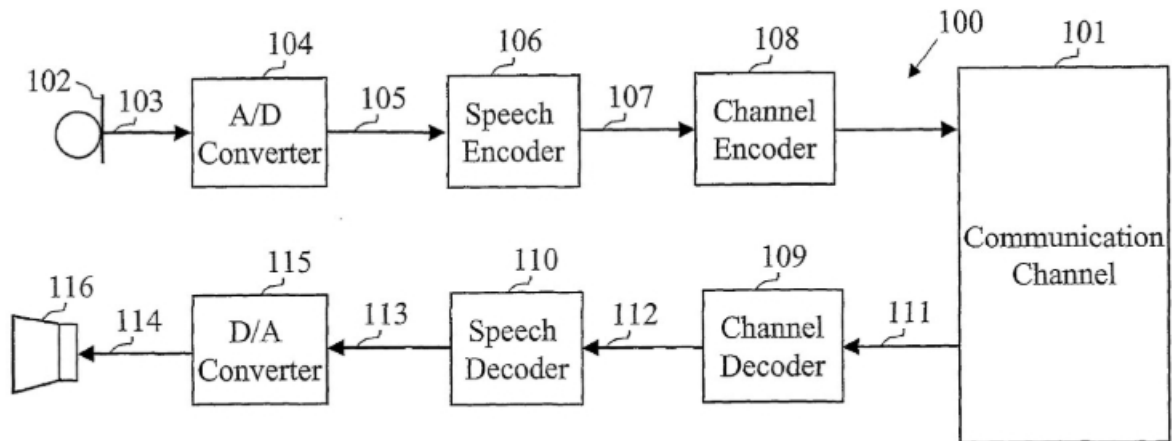 104
106
108
100
101
102
103
A/D
Converter
105
Speech
Encoder
107
Channel
Encoder
Communication
Channel
116
115
110
109
114
D/A
Converter
113
Speech
Decoder
112
Channel
Decoder
111